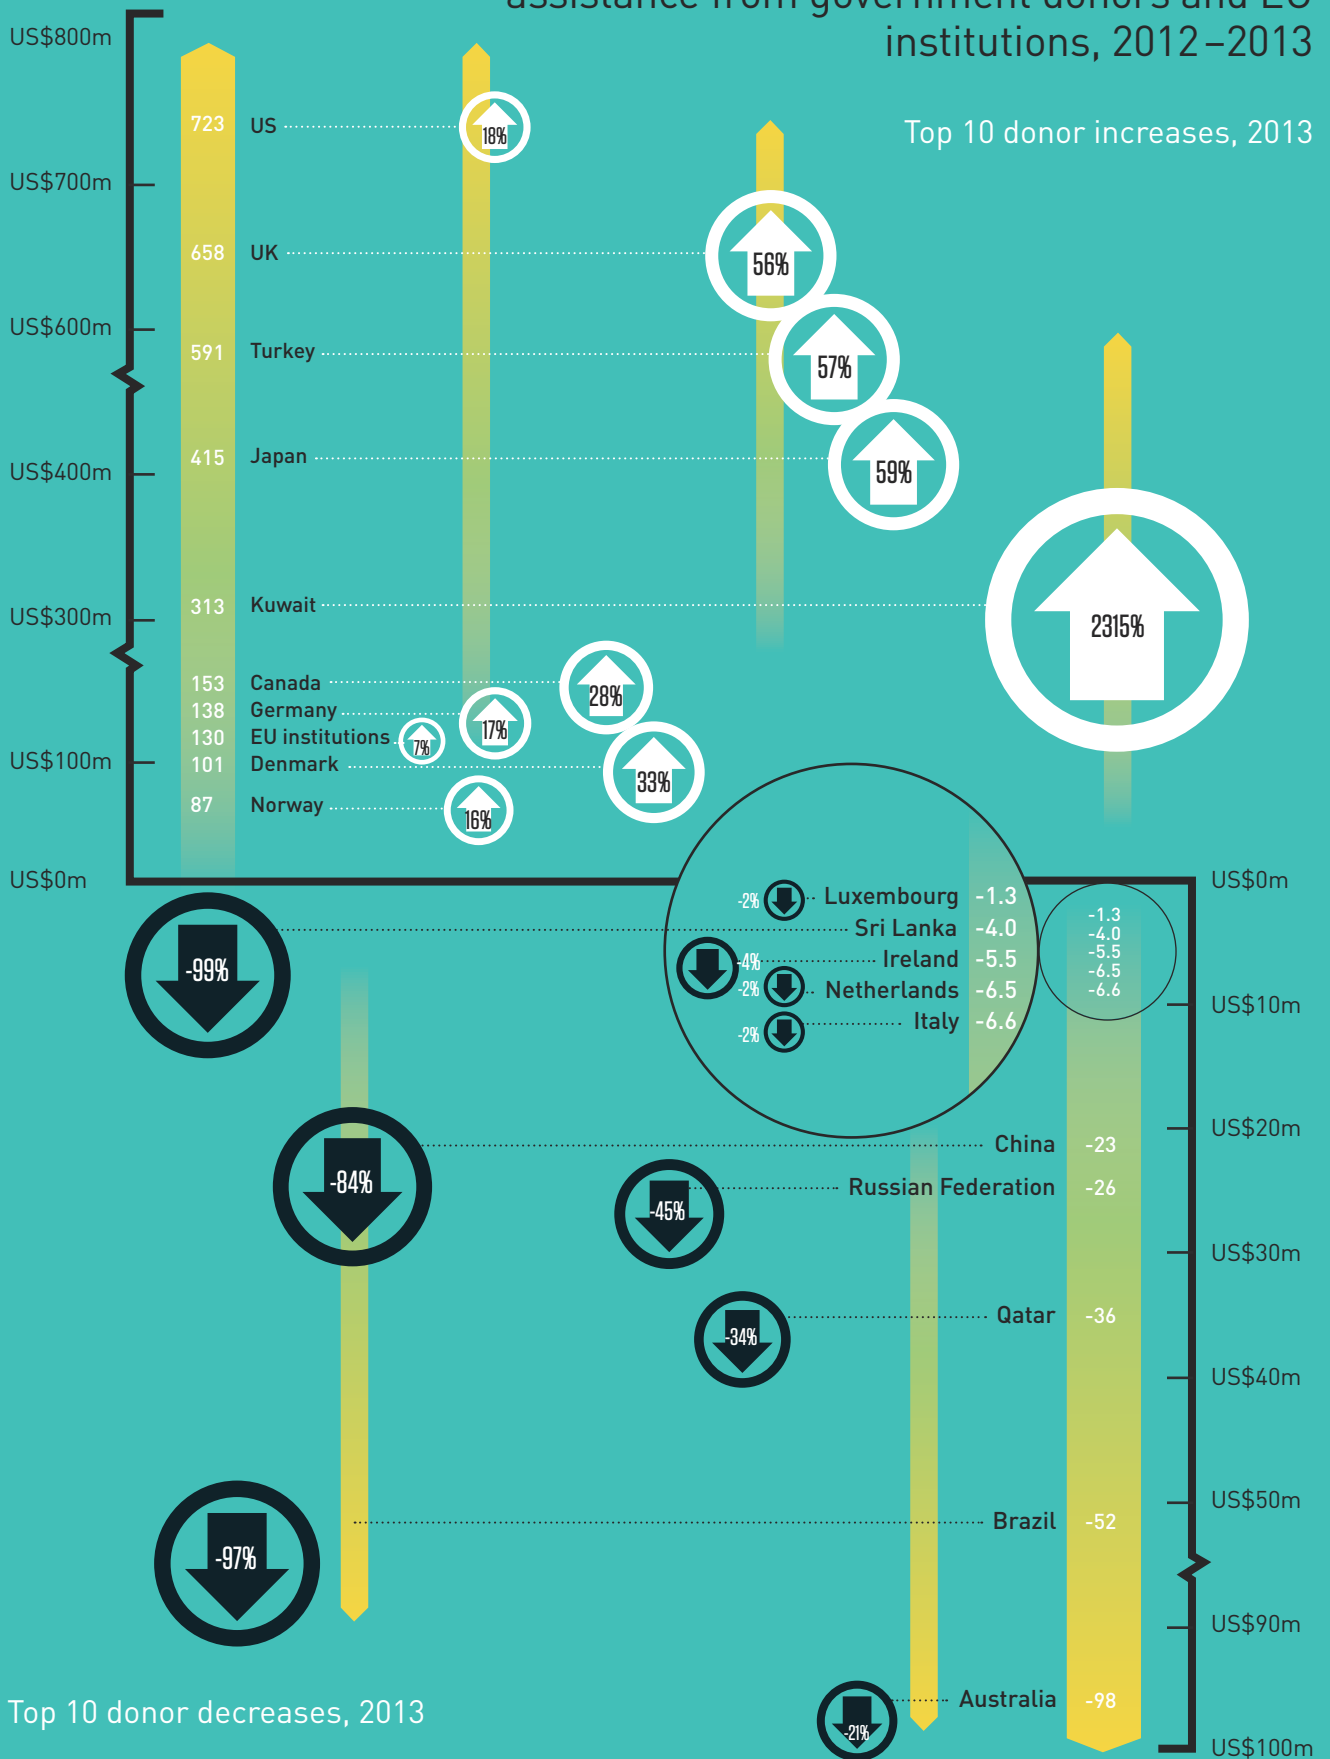 assistance from government donors and EU
institutions, 2012–2013
Top 10 donor increases, 2013
US$800m
US$700m
US$600m
US$400m
US$300m
US$100m
US$0m
723 US 18%
658 UK 56%
591 Turkey 57%
415 Japan 59%
313 Kuwait 2315%
153 Canada 28%
138 Germany 17%
130 EU institutions 7%
101 Denmark 33%
87 Norway 16%
US$0m
US$10m
US$20m
US$30m
US$40m
US$50m
US$90m
US$100m
-2% Luxembourg -1.3
-99% Sri Lanka -4.0
-4% Ireland -5.5
-2% Netherlands -6.5
-2% Italy -6.6
-1.3
-4.0
-5.5
-6.5
-6.6
-84% China -23
-45% Russian Federation -26
-34% Qatar -36
-97% Brazil -52
-21% Australia -98
Top 10 donor decreases, 2013